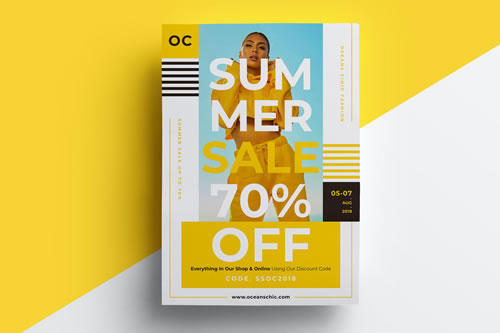 OC
OCEANS CHIC FASHION
SUM
MER
SALE
70%
OFF
SUMMER SALE UP TO 70%
05-07
AUG
2018
Everything In Our Shop & Online Using Our Discount Code
CODE, SSOC2018
www.oceanschic.com